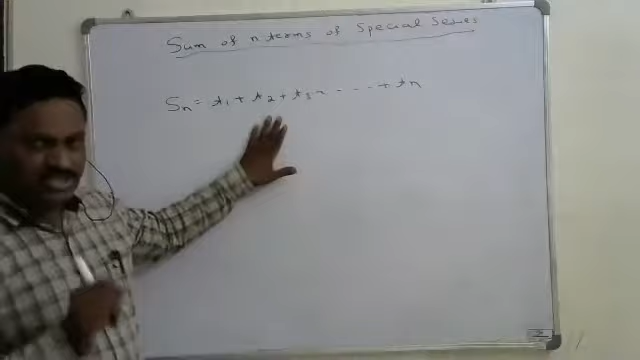 Sum of n terms of Special Series
Sn = t1 + t2 + t3 - - - - + tn